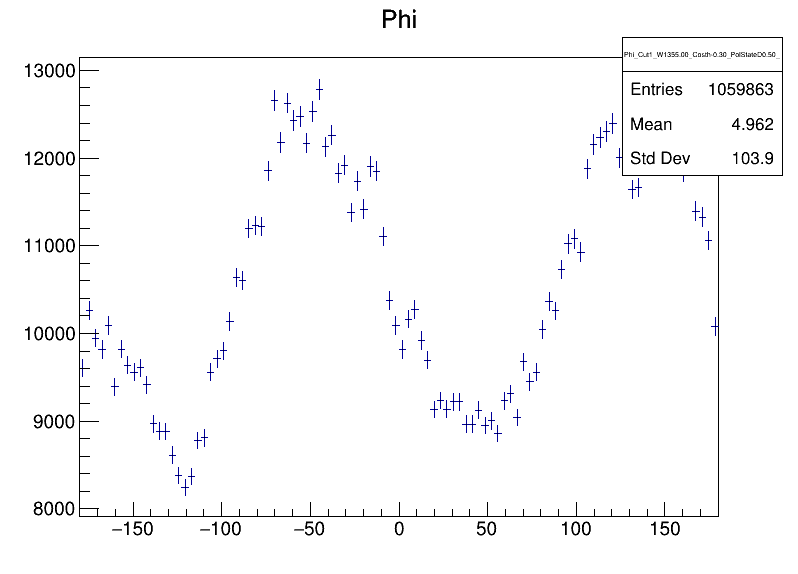 Phi
Phi_Cut1_W1355.00_Costh-0.30_PolStateD0.50_
Entries 1059863
Mean 4.962
Std Dev 103.9
13000
12000
11000
10000
9000
8000
−150 −100 −50 0 50 100 150